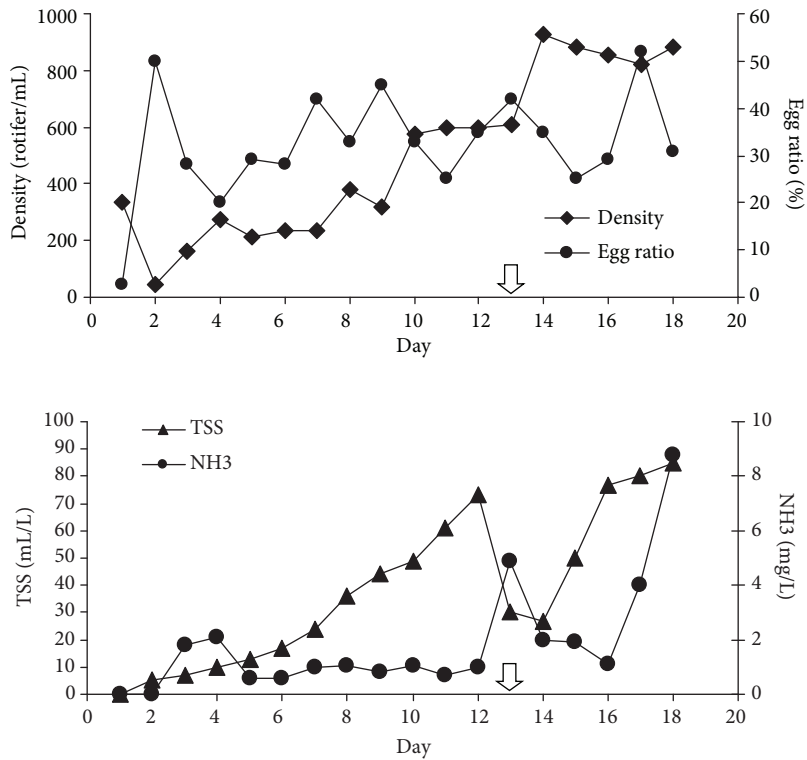 1000
800
600
400
200
0
Density (rotifer/mL)
60
50
40
30
20
10
0
Egg ratio (%)
Density
Egg ratio
0 2 4 6 8 10 12 14 16 18 20
Day
100
90
80
70
60
50
40
30
20
10
0
TSS (mL/L)
TSS
NH3
10
8
6
4
2
0
NH3 (mg/L)
0 2 4 6 8 10 12 14 16 18 20
Day